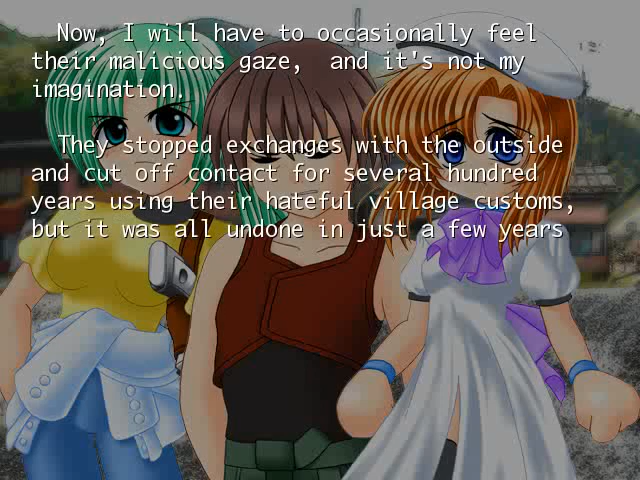 Now, I will have to occasionally feel
their malicious gaze,  and it's not my
imagination.
They stopped exchanges with the outside
and cut off contact for several hundred
years using their hateful village customs,
but it was all undone in just a few years